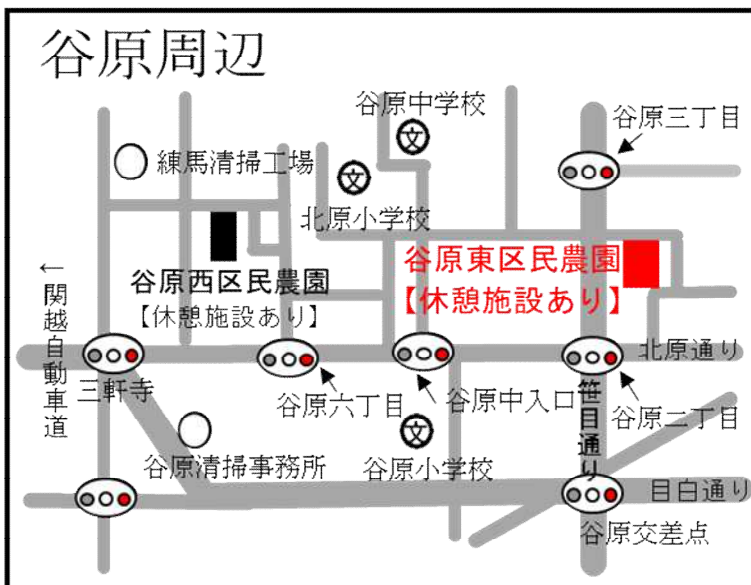 谷原周辺
谷原中学校
文
谷原三丁目
練馬清掃工場
文
北原小学校
谷原東区民農園
【休憩施設あり】
谷原西区民農園
【休憩施設あり】
←関越自動車道
北原通り
三軒寺
谷原六丁目
谷原中入口
笹目通り
谷原二丁目
文
谷原清掃事務所
谷原小学校
目白通り
谷原交差点